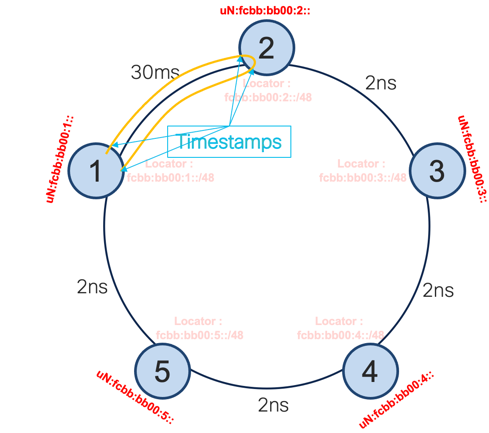 uN:fcbb:bb00:2::
2
30ms
2ns
Locator :
fcbb:bb00:2::/48
Timestamps
uN:fcbb:bb00:1::
1
Locator :
fcbb:bb00:1::/48
Locator :
fcbb:bb00:3::/48
3
uN:fcbb:bb00:3::
2ns
2ns
Locator :
fcbb:bb00:5::/48
Locator :
fcbb:bb00:4::/48
5
4
uN:fcbb:bb00:5::
2ns
uN:fcbb:bb00:4::